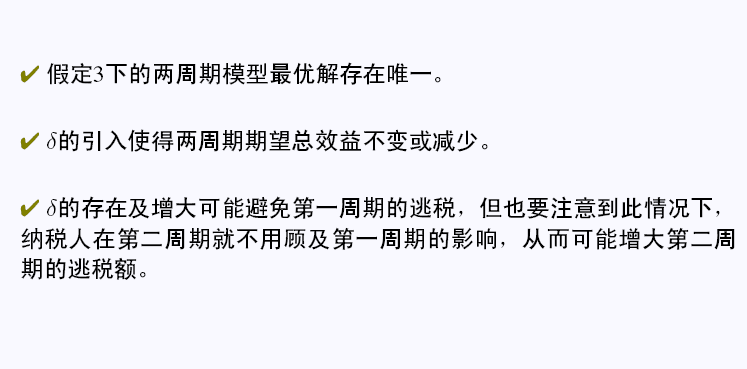 ✔ 假定3下的两周期模型最优解存在唯一。
✔ δ的引入使得两周期期望总效益不变或减少。
✔ δ的存在及增大可能避免第一周期的逃税，但也要注意到此情况下，
纳税人在第二周期就不用顾及第一周期的影响，从而可能增大第二周
期的逃税额。